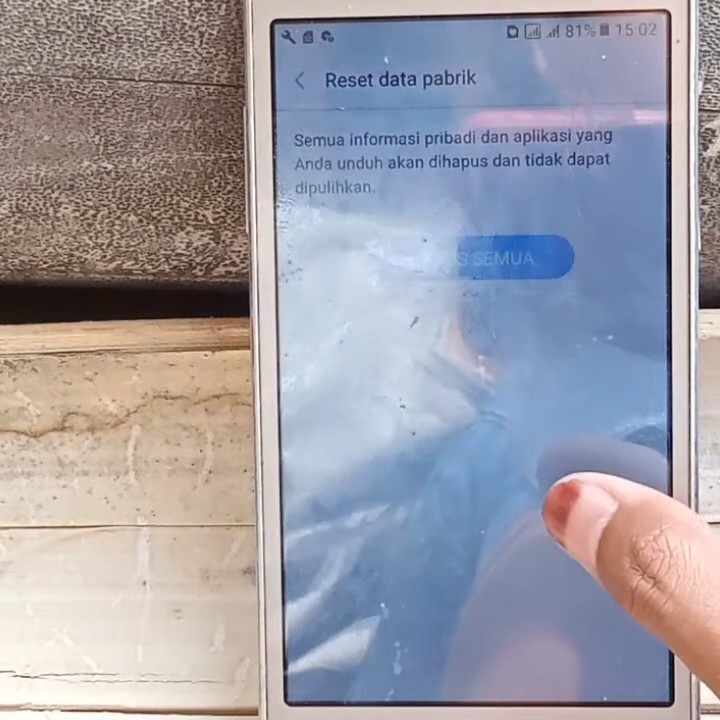 81% 15:02
Reset data pabrik
Semua informasi pribadi dan aplikasi yang
Anda unduh akan dihapus dan tidak dapat
dipulihkan.
SEMUA